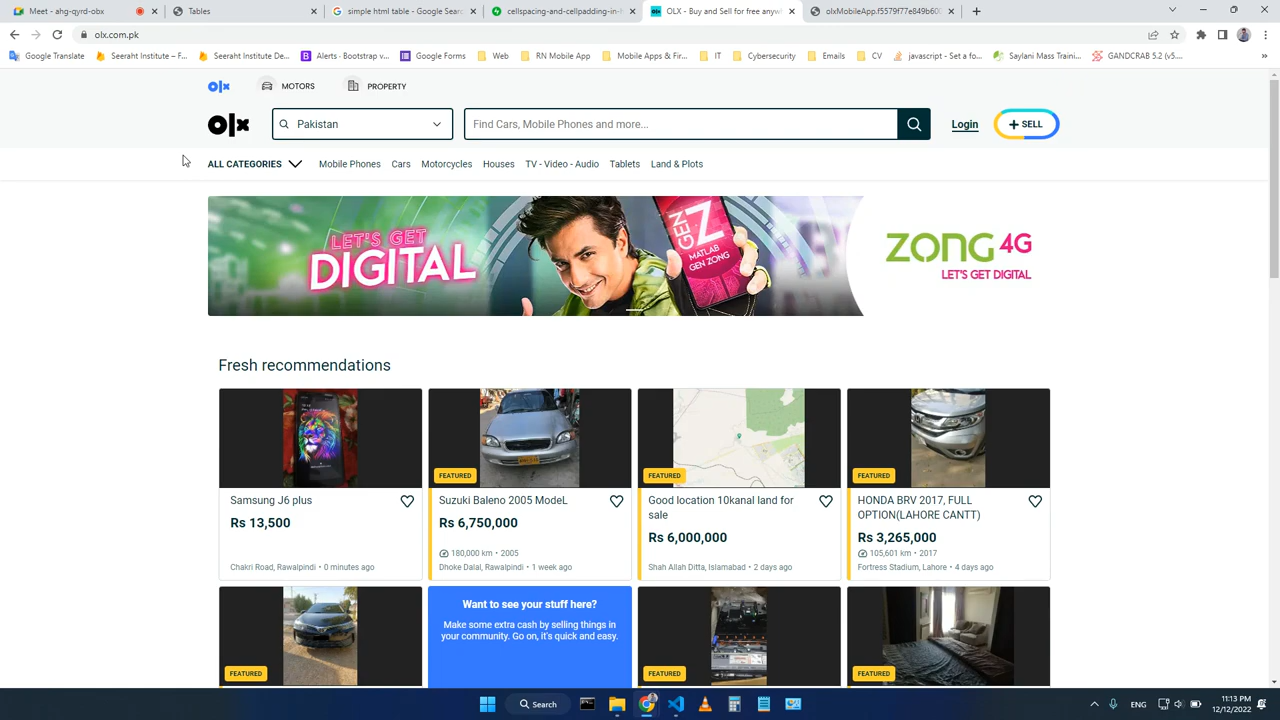 Meet - ahg-qyrd-obx
Tables
simple html table - Google Searc
cellspacing-and-cellpadding-in-h
OLX - Buy and Sell for free anyw
olxMobileApp.f5579f77e849b600
olx.com.pk
Google Translate
Seeraht Institute – F...
Seeraht Institute De...
Alerts · Bootstrap v...
Google Forms
Web
RN Mobile App
Mobile Apps & Fir...
IT
Cybersecurity
Emails
CV
javascript - Set a fo...
Saylani Mass Traini...
GANDCRAB 5.2 (v5....
olx
MOTORS
PROPERTY
olx
Pakistan
Find Cars, Mobile Phones and more...
Login
+ SELL
ALL CATEGORIES
Mobile Phones
Cars
Motorcycles
Houses
TV - Video - Audio
Tablets
Land & Plots
LET'S GET
DIGITAL
GEN
Z
MATLAB
GEN ZONG
ZONG 4G
LET'S GET DIGITAL
Fresh recommendations
Samsung J6 plus
Rs 13,500
Chakri Road, Rawalpindi • 0 minutes ago
FEATURED
Suzuki Baleno 2005 ModeL
Rs 6,750,000
180,000 km • 2005
Dhoke Dalal, Rawalpindi • 1 week ago
FEATURED
Good location 10kanal land for
sale
Rs 6,000,000
Shah Allah Ditta, Islamabad • 2 days ago
FEATURED
HONDA BRV 2017, FULL
OPTION(LAHORE CANTT)
Rs 3,265,000
105,601 km • 2017
Fortress Stadium, Lahore • 4 days ago
FEATURED
Want to see your stuff here?
Make some extra cash by selling things in
your community. Go on, it's quick and easy.
FEATURED
FEATURED
Search
ENG
11:13 PM
12/12/2022